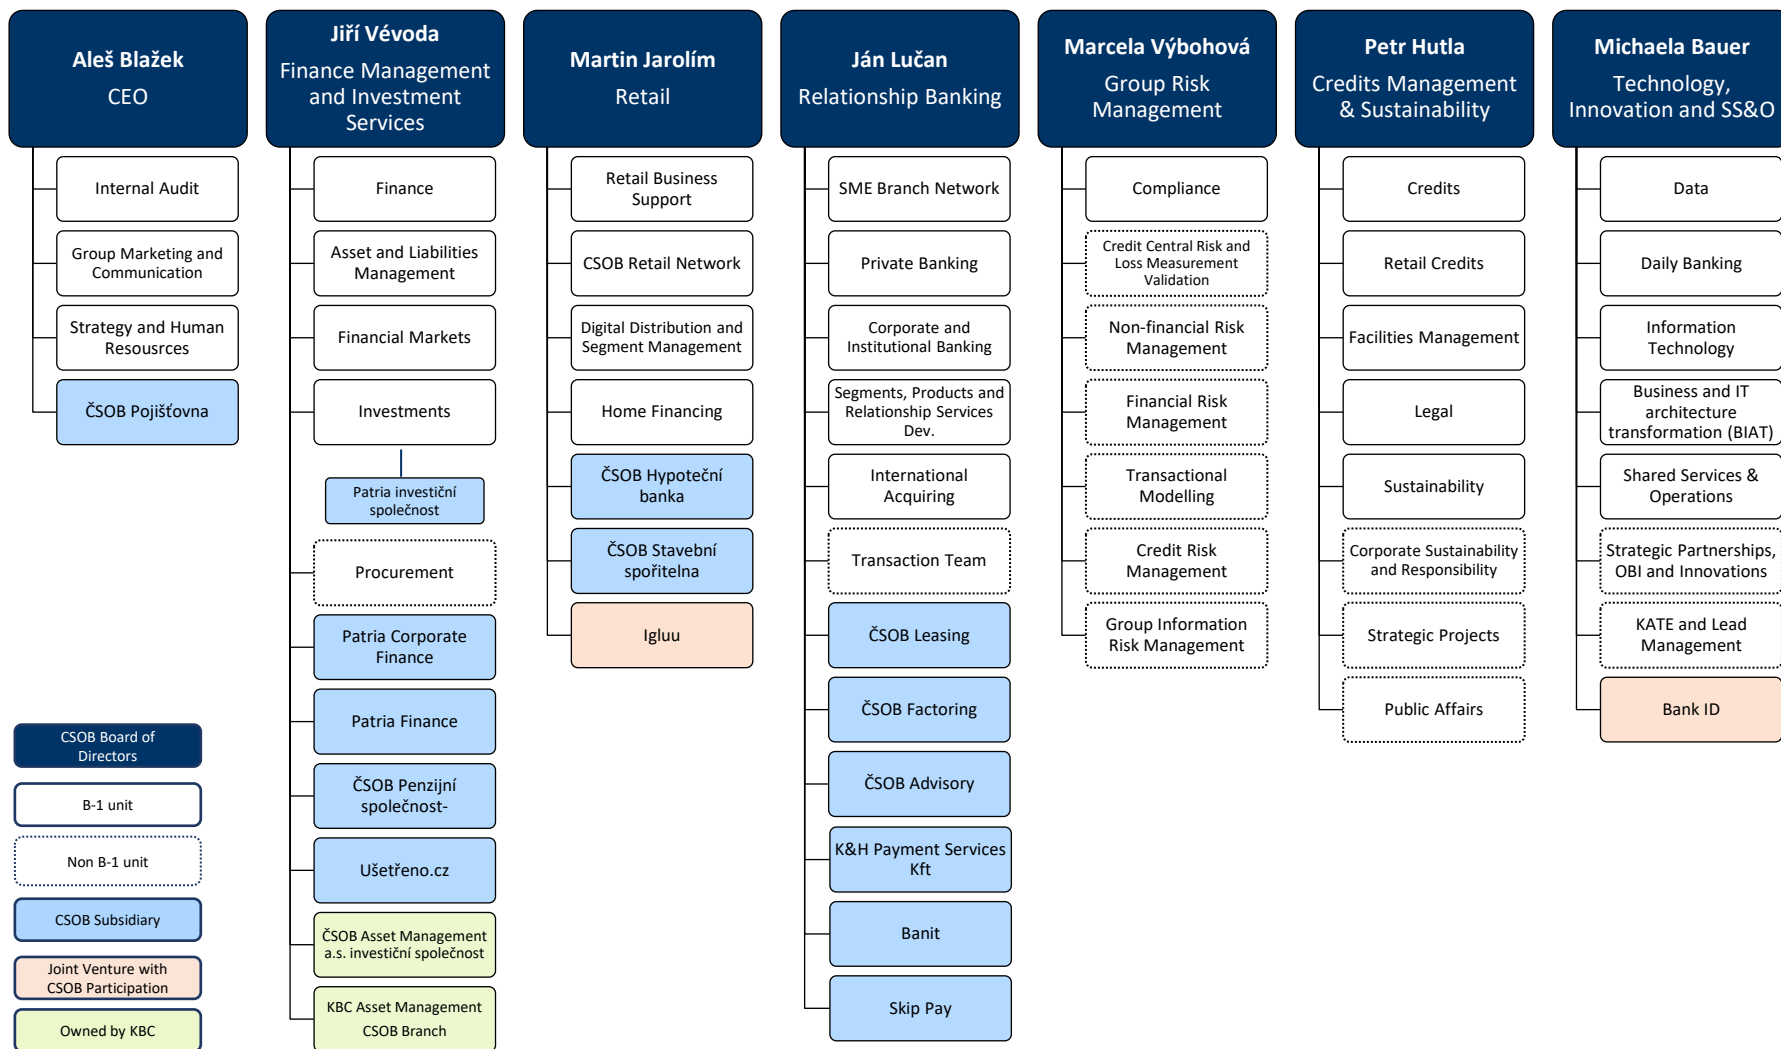 Aleš Blažek
CEO
Internal Audit
Group Marketing and
Communication
Strategy and Human
Resousrces
ČSOB Pojišťovna
Jiří Vévoda
Finance Management
and Investment
Services
Finance
Asset and Liabilities
Management
Financial Markets
Investments
Patria investiční
společnost
Procurement
Patria Corporate
Finance
Patria Finance
ČSOB Penzijní
společnost-
Ušetřeno.cz
ČSOB Asset Management
a.s. investiční společnost
KBC Asset Management
CSOB Branch
Martin Jarolím
Retail
Retail Business
Support
CSOB Retail Network
Digital Distribution and
Segment Management
Home Financing
ČSOB Hypoteční
banka
ČSOB Stavební
spořitelna
Igluu
Ján Lučan
Relationship Banking
SME Branch Network
Private Banking
Corporate and
Institutional Banking
Segments, Products and
Relationship Services
Dev.
International
Acquiring
Transaction Team
ČSOB Leasing
ČSOB Factoring
ČSOB Advisory
K&H Payment Services
Kft
Banit
Skip Pay
Marcela Výbohová
Group Risk
Management
Compliance
Credit Central Risk and
Loss Measurement
Validation
Non-financial Risk
Management
Financial Risk
Management
Transactional
Modelling
Credit Risk
Management
Group Information
Risk Management
Petr Hutla
Credits Management
& Sustainability
Credits
Retail Credits
Facilities Management
Legal
Sustainability
Corporate Sustainability
and Responsibility
Strategic Projects
Public Affairs
Michaela Bauer
Technology,
Innovation and SS&O
Data
Daily Banking
Information
Technology
Business and IT
architecture
transformation (BIAT)
Shared Services &
Operations
Strategic Partnerships,
OBI and Innovations
KATE and Lead
Management
Bank ID
CSOB Board of
Directors
B-1 unit
Non B-1 unit
CSOB Subsidiary
Joint Venture with
CSOB Participation
Owned by KBC